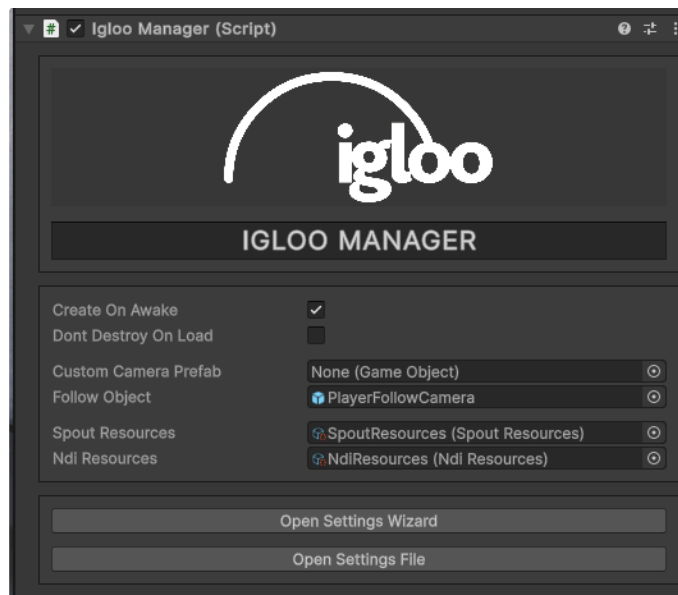 Igloo Manager (Script)
igloo
IGLOO MANAGER
Create On Awake
Dont Destroy On Load
Custom Camera Prefab None (Game Object)
Follow Object PlayerFollowCamera
Spout Resources SpoutResources (Spout Resources)
Ndi Resources NdiResources (Ndi Resources)
Open Settings Wizard
Open Settings File